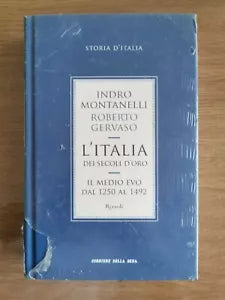 STORIA D'ITALIA
INDRO
MONTANELLI
ROBERTO
GERVASO
L'ITALIA
DEI SECOLI D'ORO
IL MEDIO EVO
DAL 1250 AL 1492
Rizzoli
CORRIERE DELLA SERA